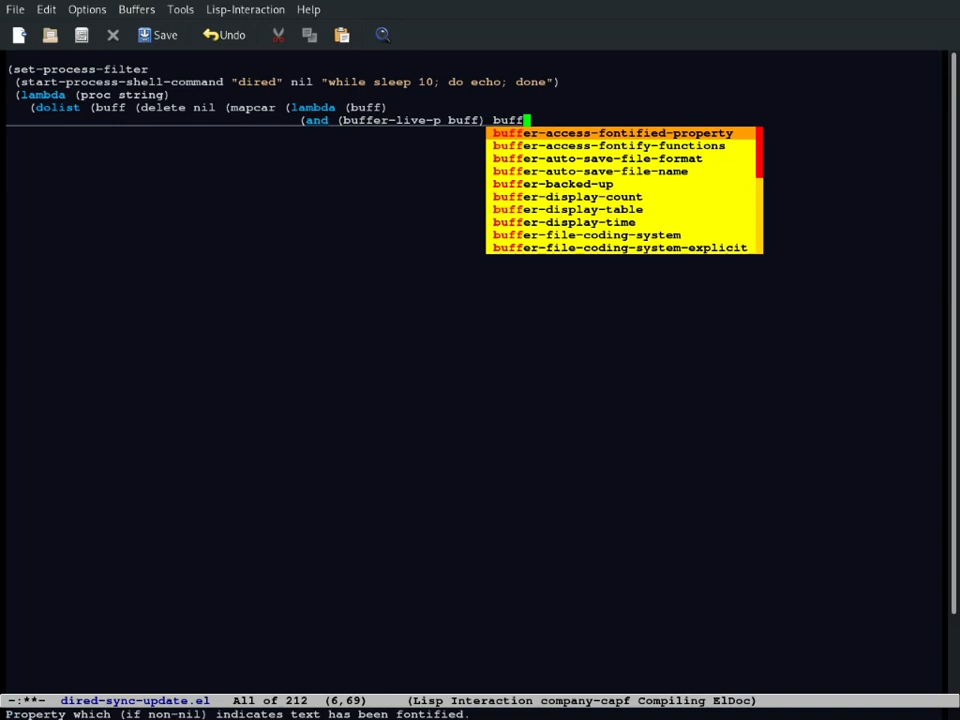 File Edit Options Buffers Tools Lisp-Interaction Help
Save Undo
(set-process-filter
(start-process-shell-command "dired" nil "while sleep 10; do echo; done")
(lambda (proc string)
(dolist (buff (delete nil (mapcar (lambda (buff)
(and (buffer-live-p buff) buff
buffer-access-fontified-property
buffer-access-fontify-functions
buffer-auto-save-file-format
buffer-auto-save-file-name
buffer-backed-up
buffer-display-count
buffer-display-table
buffer-display-time
buffer-file-coding-system
buffer-file-coding-system-explicit
-:**- dired-sync-update.el All of 212 (6,69) (Lisp Interaction company-capf Compiling ElDoc)
Property which (if non-nil) indicates text has been fontified.